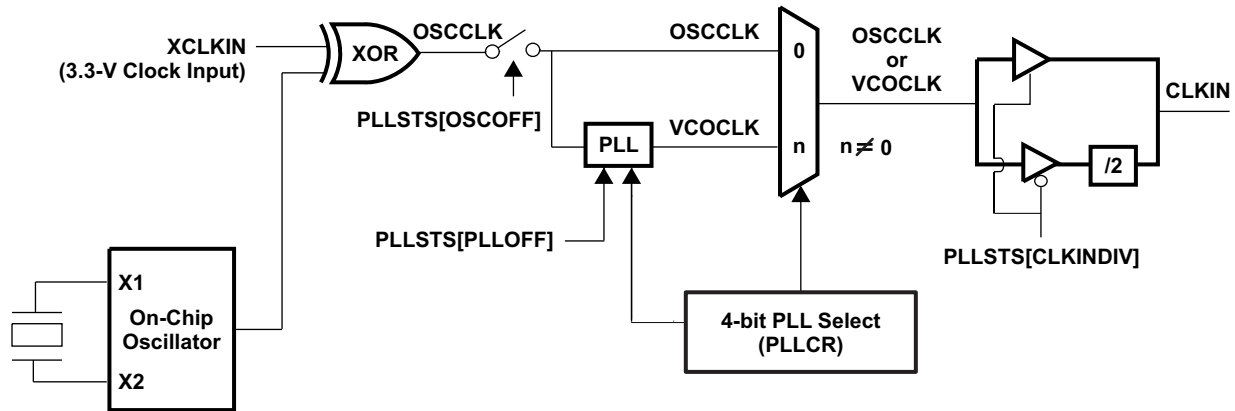 XCLKIN
(3.3-V Clock Input)
XOR
OSCCLK
PLLSTS[OSCOFF]
OSCCLK
0
OSCCLK
or
VCOCLK
CLKIN
PLL
VCOCLK
n
n ≠ 0
/2
PLLSTS[PLLOFF]
PLLSTS[CLKINDIV]
X1
On-Chip
Oscillator
X2
4-bit PLL Select
(PLLCR)